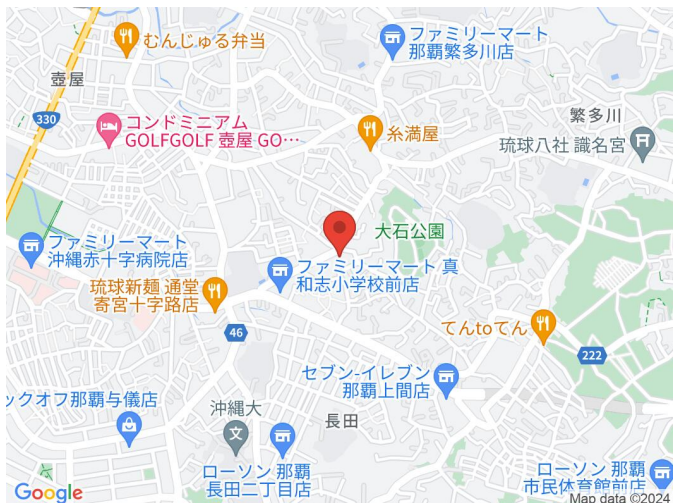 むんじゅる弁当
ファミリーマート
那覇繁多川店
壺屋
330
コンドミニアム
GOLFGOLF 壺屋 GO…
糸満屋
繁多川
琉球八社 識名宮
大石公園
ファミリーマート
沖縄赤十字病院店
ファミリーマート 真
和志小学校前店
琉球新麺 通堂
寄宮十字路店
46
てんtoてん
222
セブン-イレブン
那覇上間店
ックオフ那覇与儀店
沖縄大
長田
ローソン 那覇
長田二丁目店
ローソン 那覇
市民体育館前店
Google
Map data ©2024